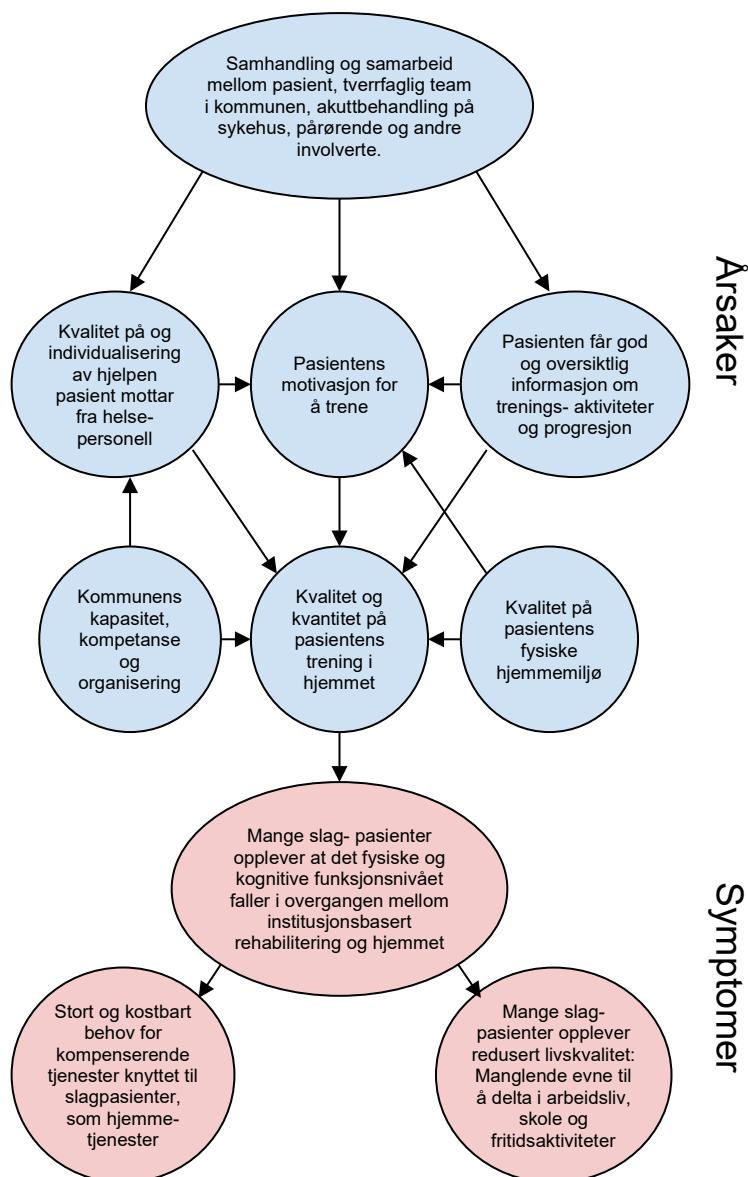 Samhandling og samarbeid
mellom pasient, tverrfaglig team
i kommunen, akuttbehandling på
sykehus, pårørende og andre
involverte.
Årsaker
Kvalitet på og
individualisering
av hjelpen
pasient mottar
fra helse-
personell
Pasientens
motivasjon for
å trene
Pasienten får god
og oversiktlig
informasjon om
trenings- aktiviteter
og progresjon
Kommunens
kapasitet,
kompetanse
og
organisering
Kvalitet og
kvantitet på
pasientens
trening i
hjemmet
Kvalitet på
pasientens
fysiske
hjemmemiljø
Mange slag- pasienter
opplever at det fysiske og
kognitive funksjonsnivået
faller i overgangen mellom
institusjonsbasert
rehabilitering og hjemmet
Symptomer
Stort og kostbart
behov for
kompenserende
tjenester knyttet til
slagpasienter,
som hjemme-
tjenester
Mange slag-
pasienter opplever
redusert livskvalitet:
Manglende evne til
å delta i arbeidsliv,
skole og
fritidsaktiviteter